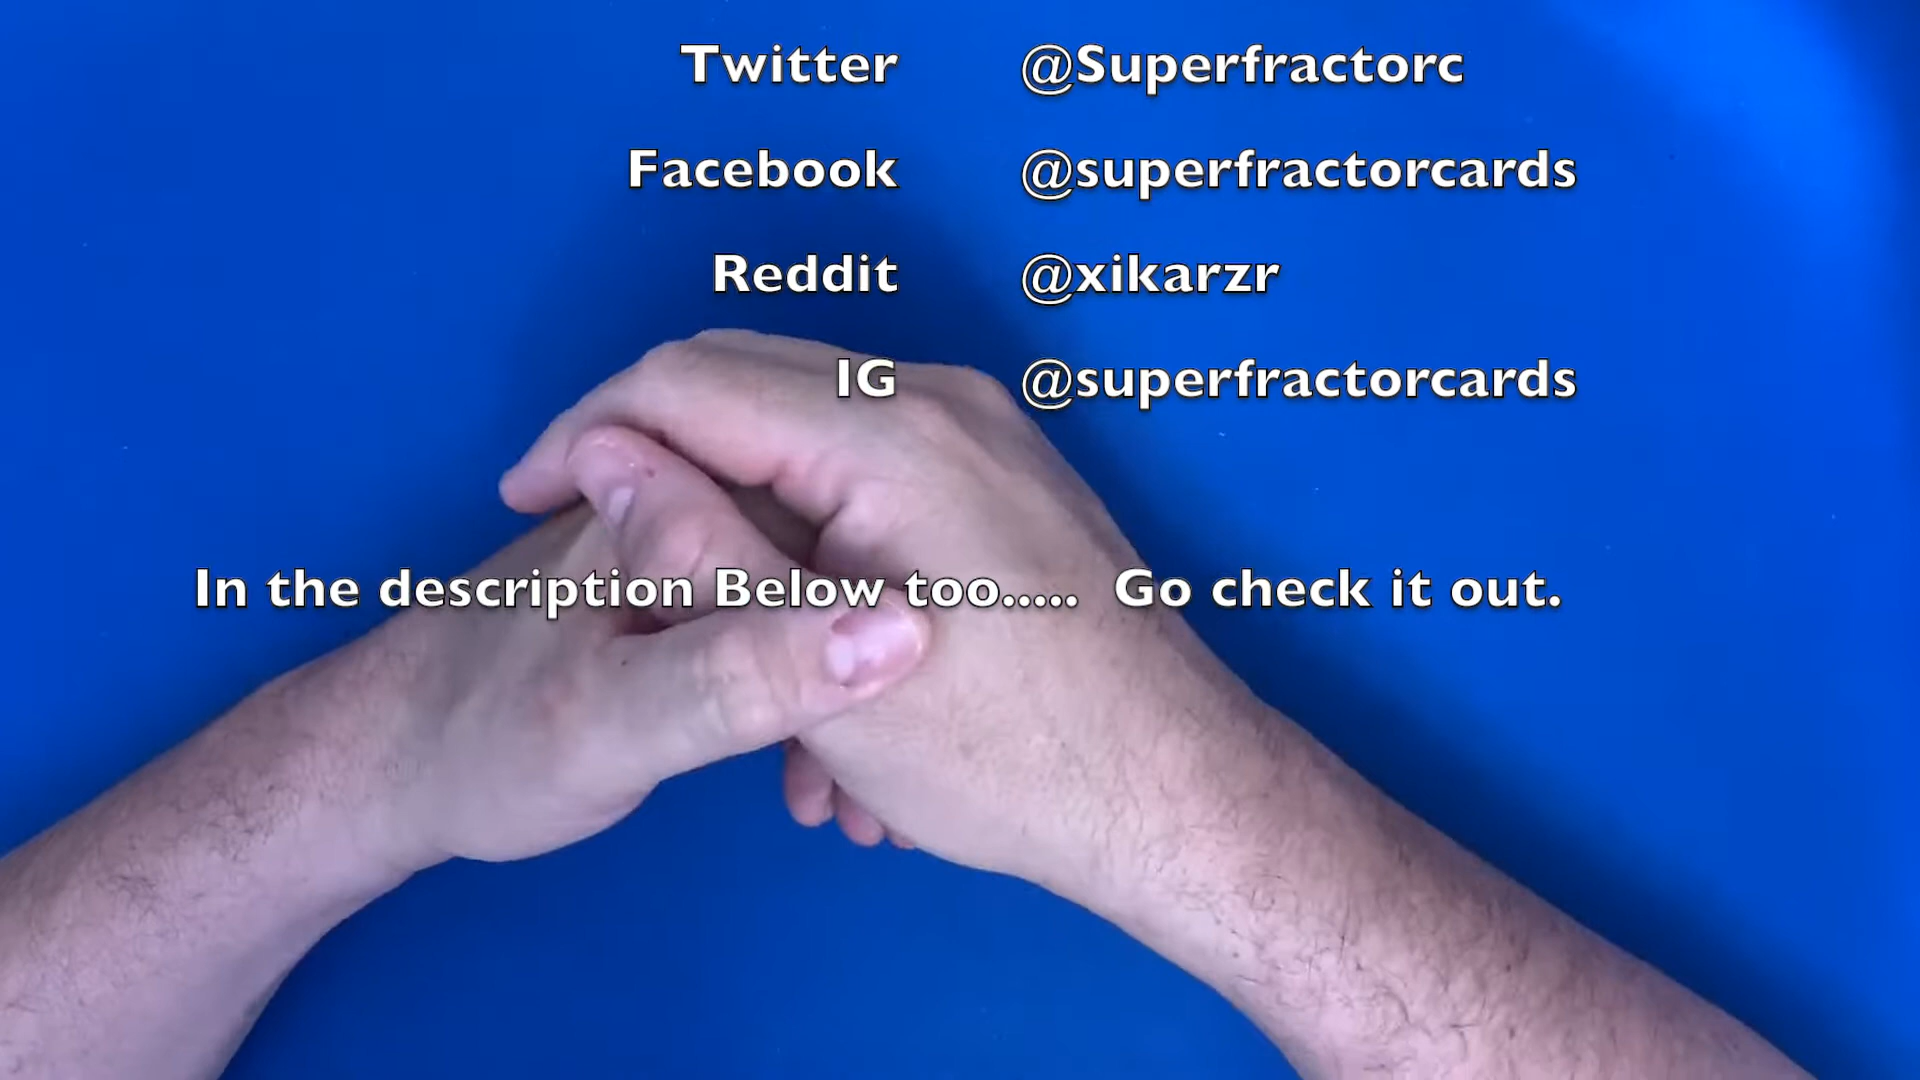 Twitter @Superfractorc
Facebook @superfractorcards
Reddit @xikarzr
IG @superfractorcards
In the description Below too..... Go check it out.